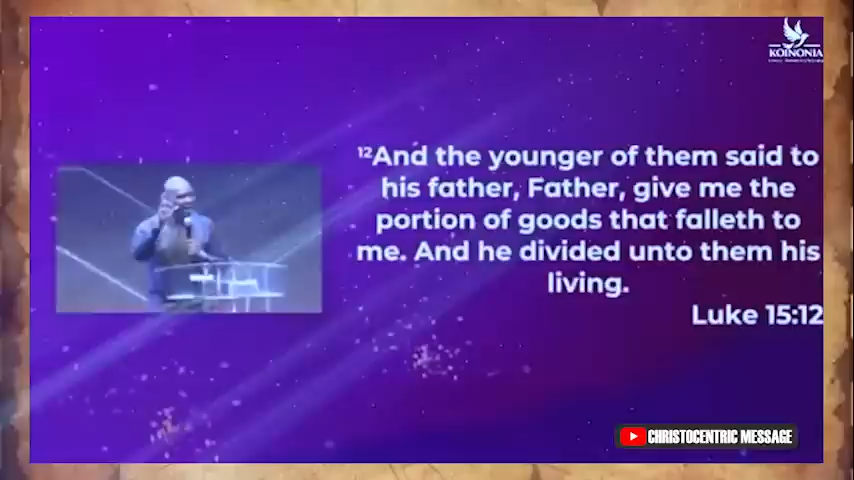 KOINONIA
¹²And the younger of them said to
his father, Father, give me the
portion of goods that falleth to
me. And he divided unto them his
living.
Luke 15:12
CHRISTOCENTRIC MESSAGE